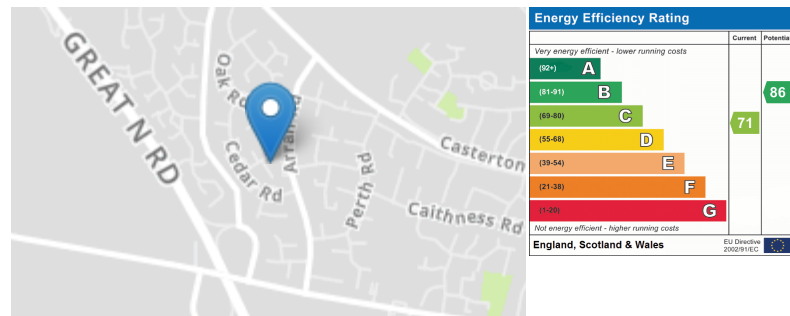 GREAT N RD
Oak Rd
Arran Rd
Cedar Rd
Perth Rd
Casterton
Caithness Rd
Energy Efficiency Rating
Current Potential
Very energy efficient - lower running costs
(92+) A
(81-91) B
86
(69-80) C
71
(55-68) D
(39-54) E
(21-38) F
(1-20) G
Not energy efficient - higher running costs
England, Scotland & Wales
EU Directive
2002/91/EC